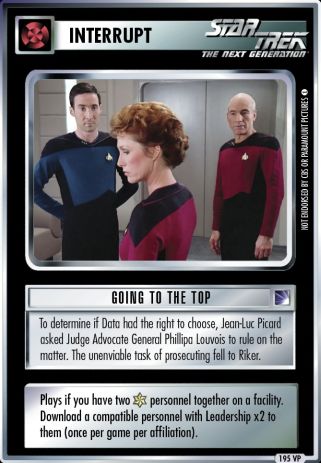 INTERRUPT
STAR TREK
THE NEXT GENERATION
NOT ENDORSED BY CBS OR PARAMOUNT PICTURES
GOING TO THE TOP
To determine if Data had the right to choose, Jean-Luc Picard
asked Judge Advocate General Phillipa Louvois to rule on
the matter. The unenviable task of prosecuting fell to Riker.
Plays if you have two personnel together on a facility.
Download a compatible personnel with Leadership x2 to
them (once per game per affiliation).
195 VP